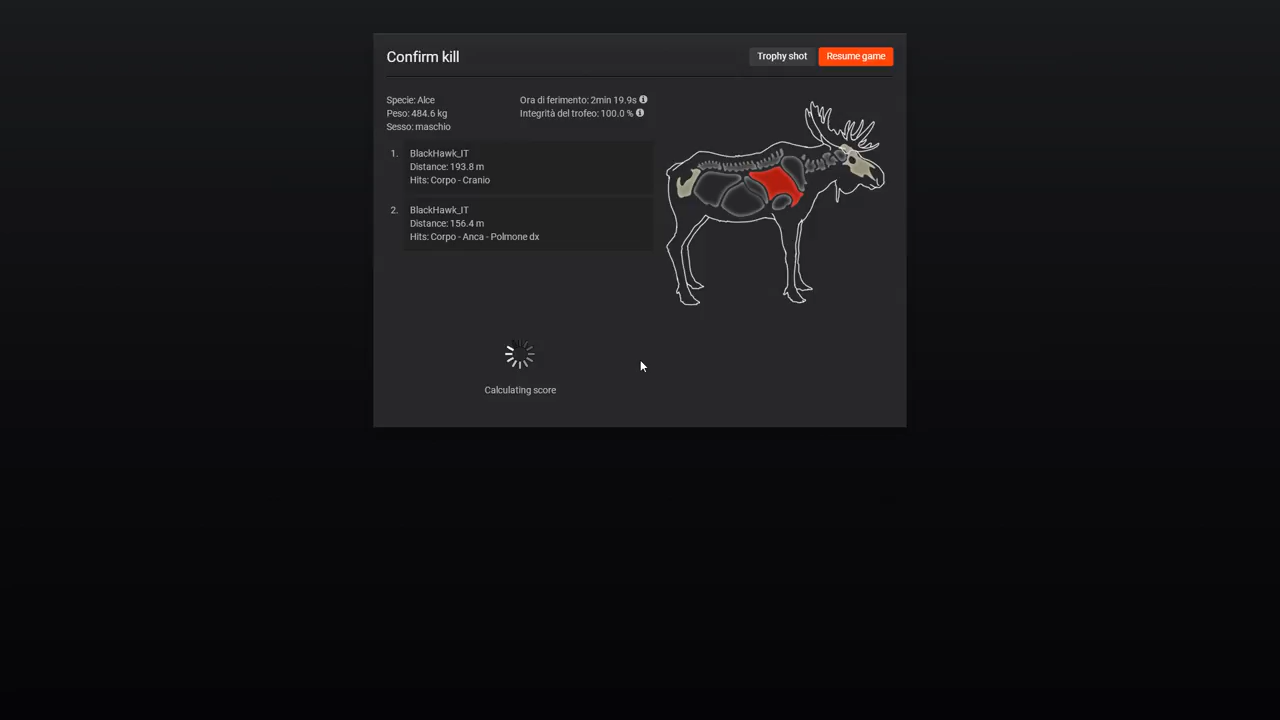 Confirm kill
Trophy shot
Resume game
Specie: Alce
Peso: 484.6 kg
Sesso: maschio
Ora di ferimento: 2min 19.9s
Integrità del trofeo: 100.0 %
1. BlackHawk_IT
Distance: 193.8 m
Hits: Corpo - Cranio
2. BlackHawk_IT
Distance: 156.4 m
Hits: Corpo - Anca - Polmone dx
Calculating score